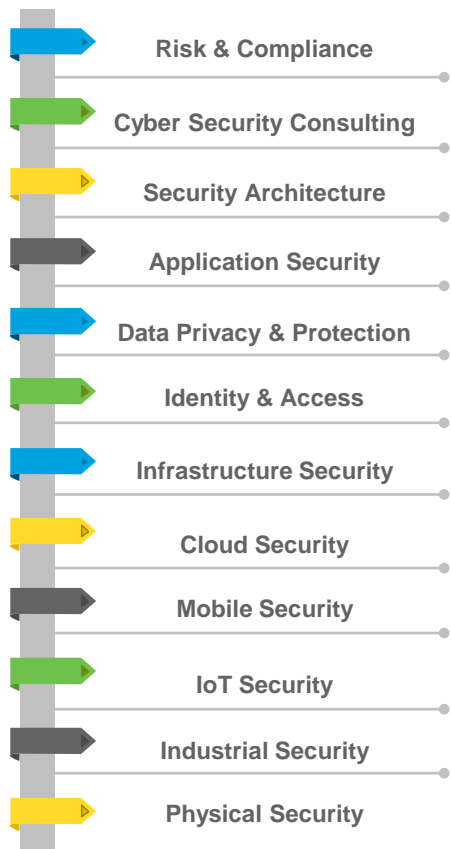 Risk & Compliance
Cyber Security Consulting
Security Architecture
Application Security
Data Privacy & Protection
Identity & Access
Infrastructure Security
Cloud Security
Mobile Security
IoT Security
Industrial Security
Physical Security